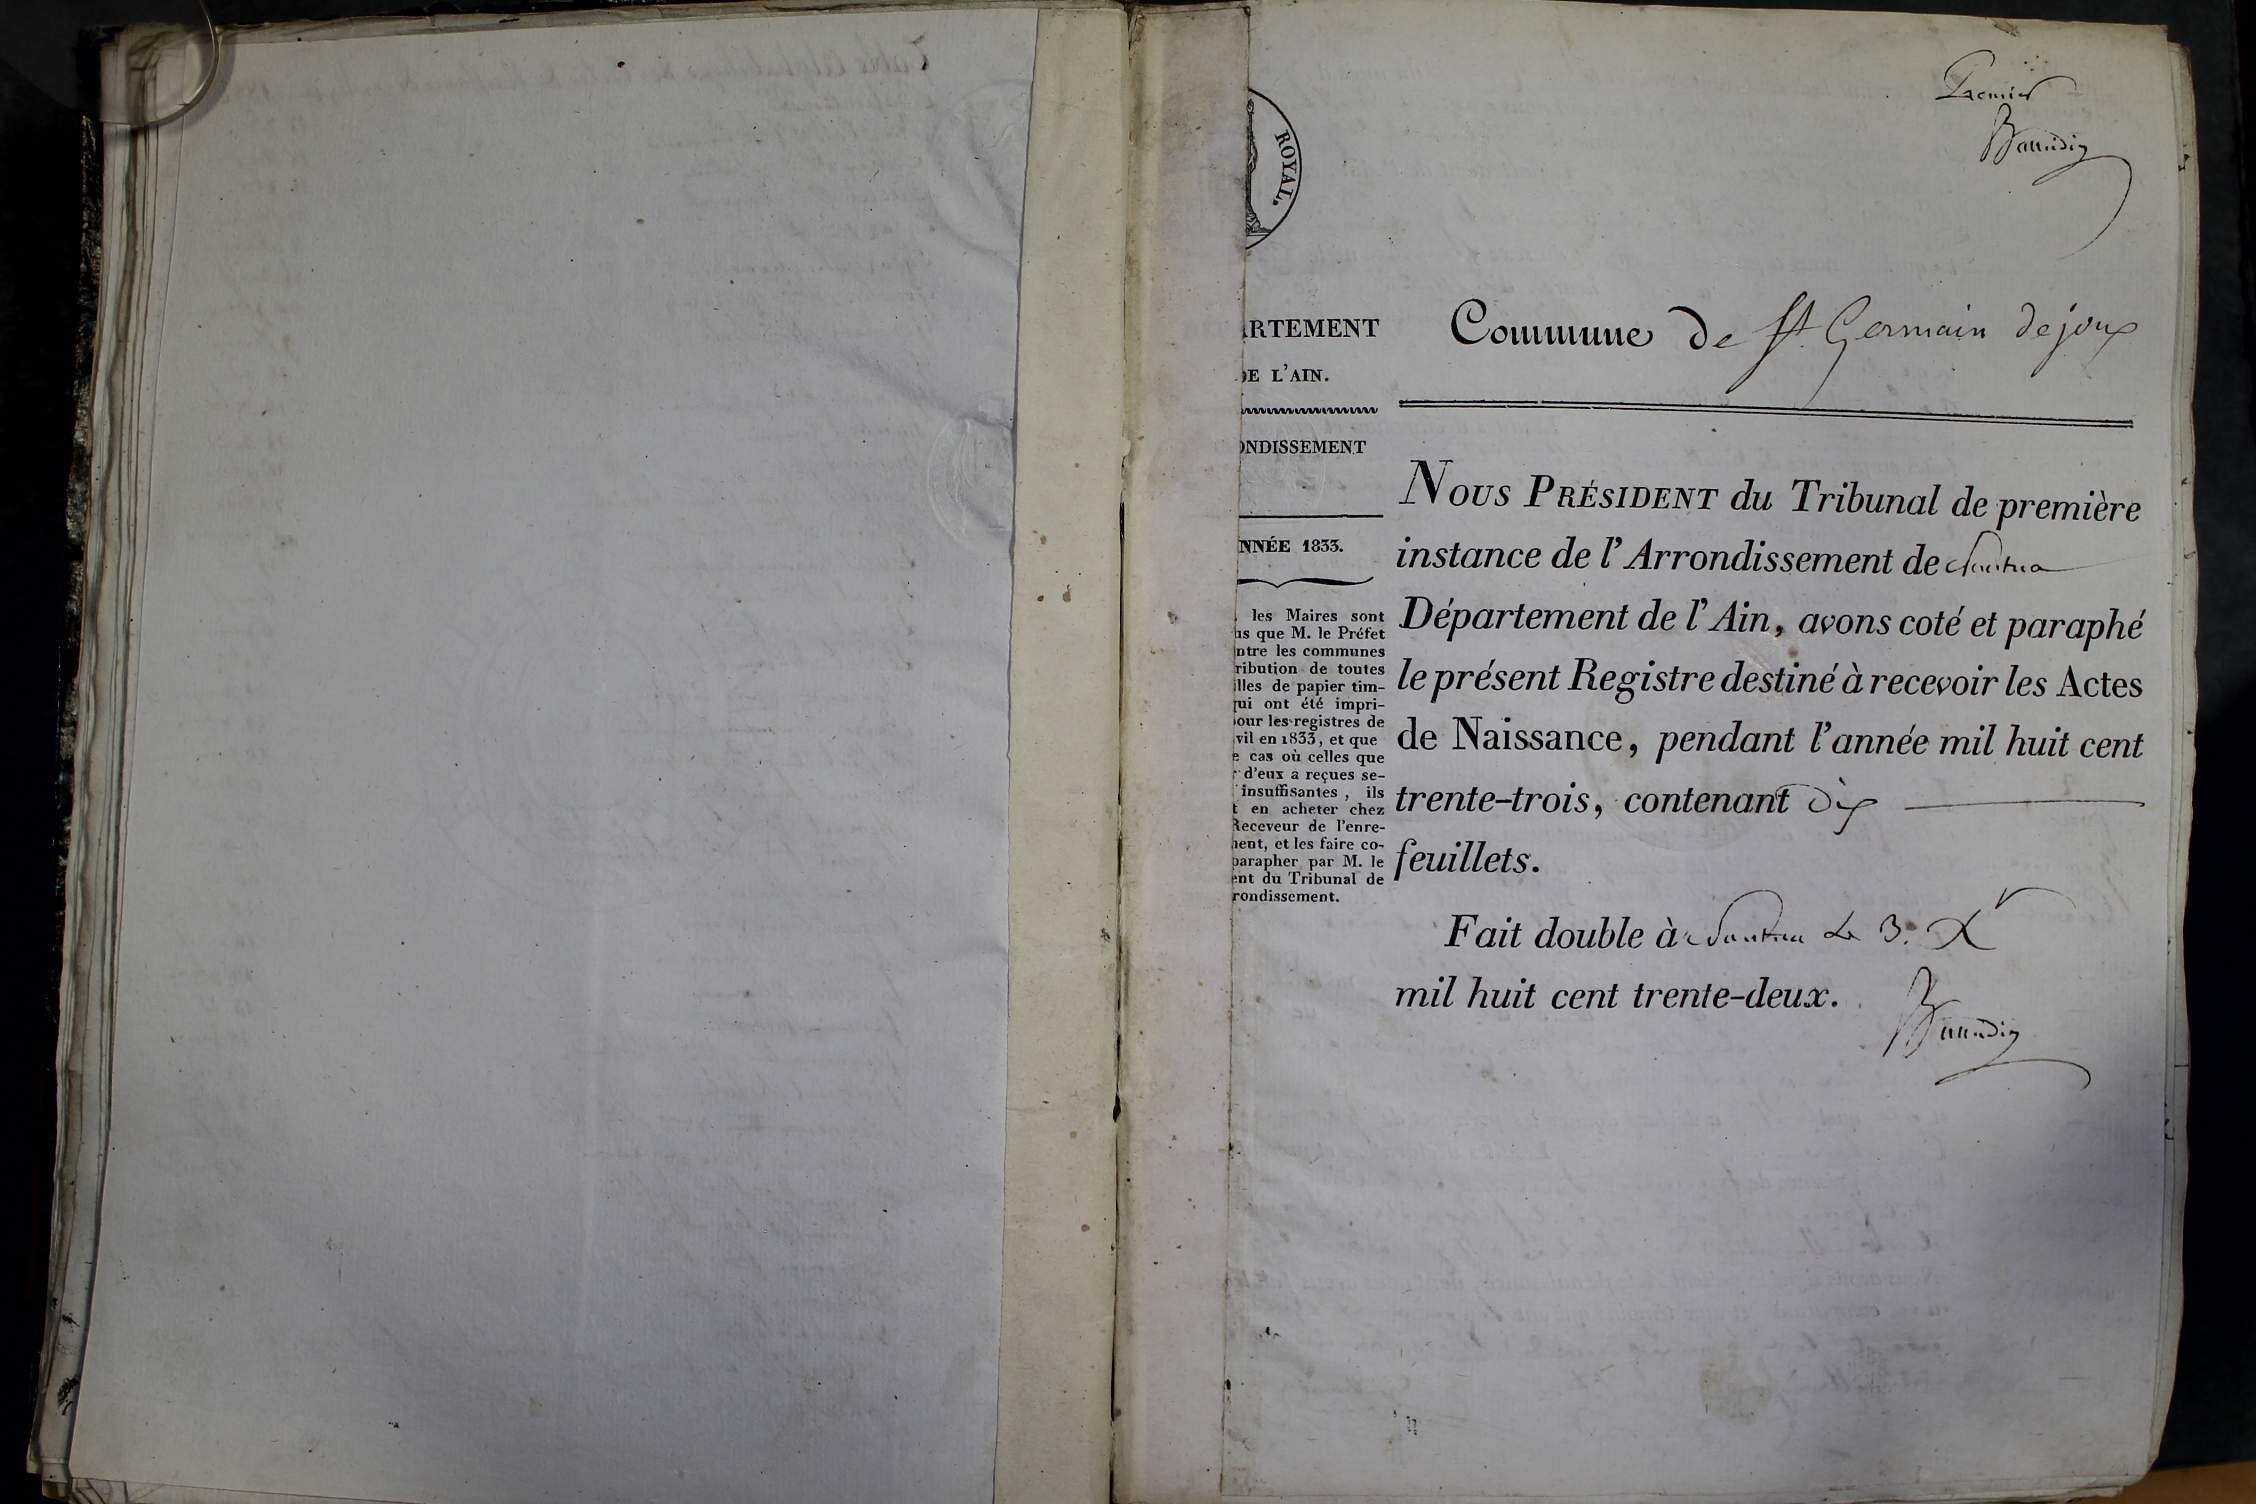 Premier
Baudin
ROYAL.
ARTEMENT
DE L'AIN.
ONDISSEMENT
NNÉE 1833.
les Maires sont
us que M. le Préfet
ntre les communes
ribution de toutes
illes de papier tim-
qui ont été impri-
pour les registres de
vil en 1833, et que
e cas où celles que
r d'eux a reçues se-
insuffisantes, ils
t en acheter chez
Receveur de l'enre-
ment, et les faire co-
parapher par M. le
ent du Tribunal de
rondissement.
Commune de St. Germain dejoux
NOUS PRÉSIDENT du Tribunal de première
instance de l'Arrondissement de Nantua
Département de l'Ain, avons coté et paraphé
le présent Registre destiné à recevoir les Actes
de Naissance, pendant l'année mil huit cent
trente-trois, contenant dix
feuillets.
Fait double à Nantua le 3. Xr
mil huit cent trente-deux.
Baudin